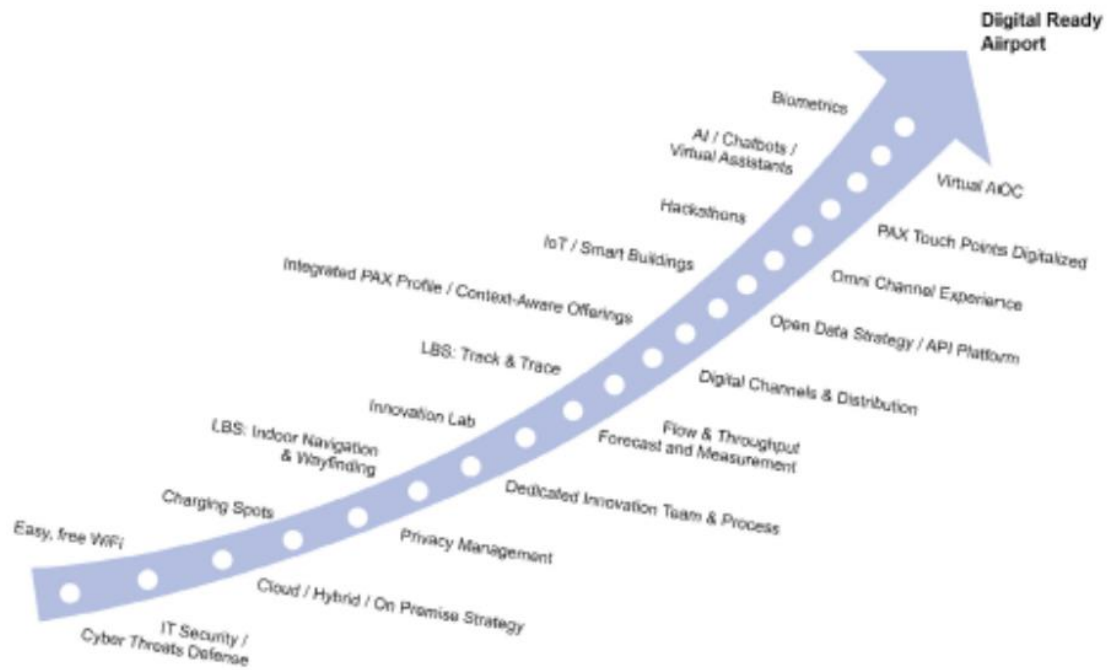 Diigital Ready
Aiirport
Biometrics
AI / Chatbots /
Virtual Assistants
Virtual AIOC
Hackathons
PAX Touch Points Digitalized
IoT / Smart Buildings
Omni Channel Experience
Integrated PAX Profile / Context-Aware Offerings
Open Data Strategy / API Platform
LBS: Track & Trace
Digital Channels & Distribution
Innovation Lab
Flow & Throughput
Forecast and Measurement
LBS: Indoor Navigation
& Wayfinding
Dedicated Innovation Team & Process
Charging Spots
Privacy Management
Easy, free WiFi
Cloud / Hybrid / On Premise Strategy
IT Security /
Cyber Threats Defense